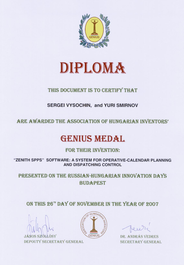 DIPLOMA
THIS DOCUMENT IS TO CERTIFY THAT
SERGEI VYSOCHIN, and YURI SMIRNOV
ARE AWARDED THE ASSOCIATION OF HUNGARIAN INVENTORS'
GENIUS MEDAL
FOR THEIR INVENTION:
"ZENITH SPPS" SOFTWARE: A SYSTEM FOR OPERATIVE-CALENDAR PLANNING
AND DISPATCHING CONTROL
PRESENTED ON THE RUSSIAN-HUNGARIAN INNOVATION DAYS
BUDAPEST
ON THIS 26TH DAY OF NOVEMBER IN THE YEAR OF 2007
DR. ANDRÁS VEDRES
DEPUTY SECRETARY GENERAL
SECRETARY GENERAL